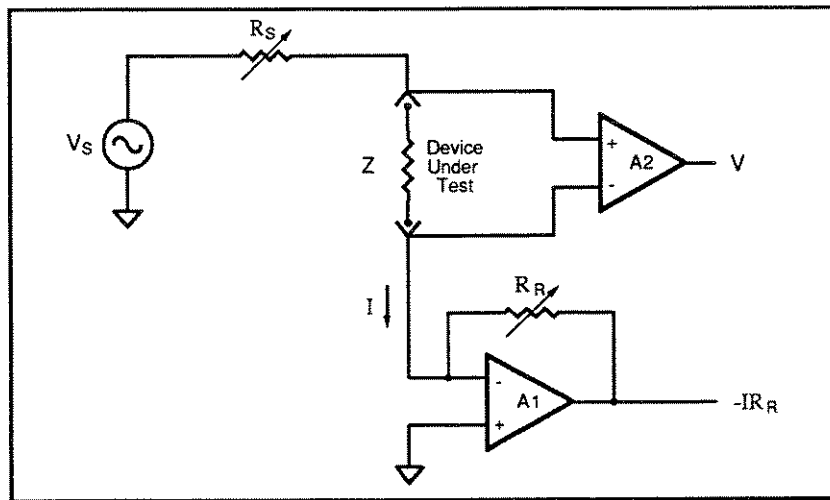 R_S
V_S
Z
Device
Under
Test
+
-
A2
V
I
R_R
-
+
A1
-IR_R